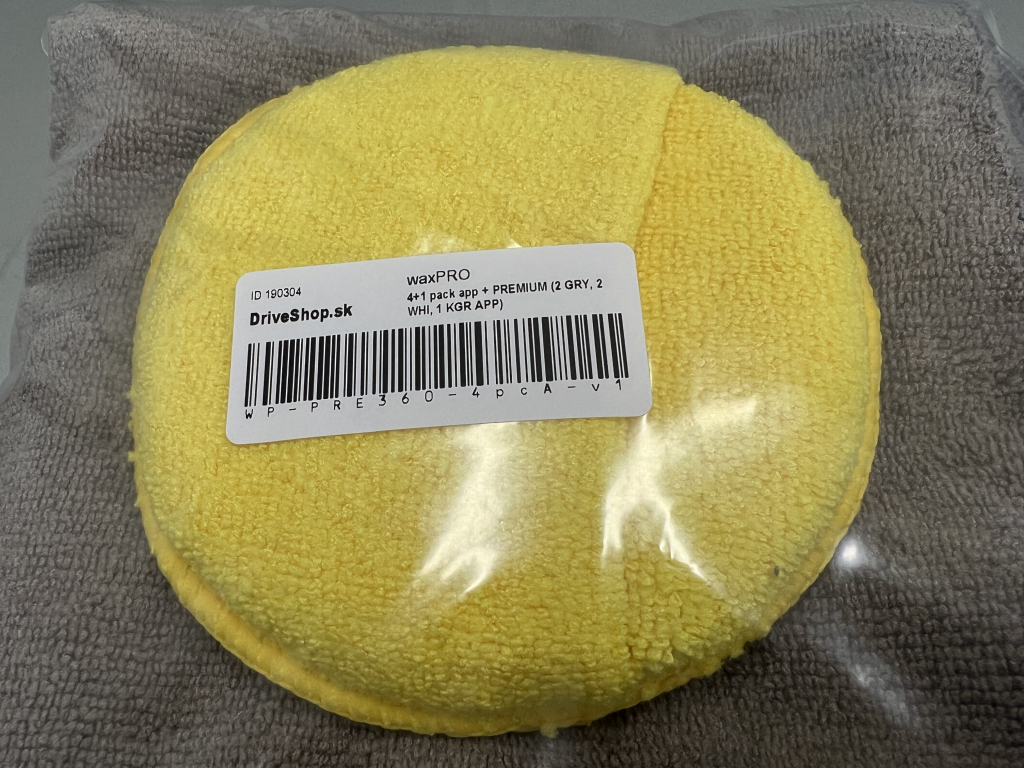 waxPRO
ID 190304
4+1 pack app + PREMIUM (2 GRY, 2
DriveShop.sk
WHI, 1 KGR APP)
WP-PRE360-4pcA-v1